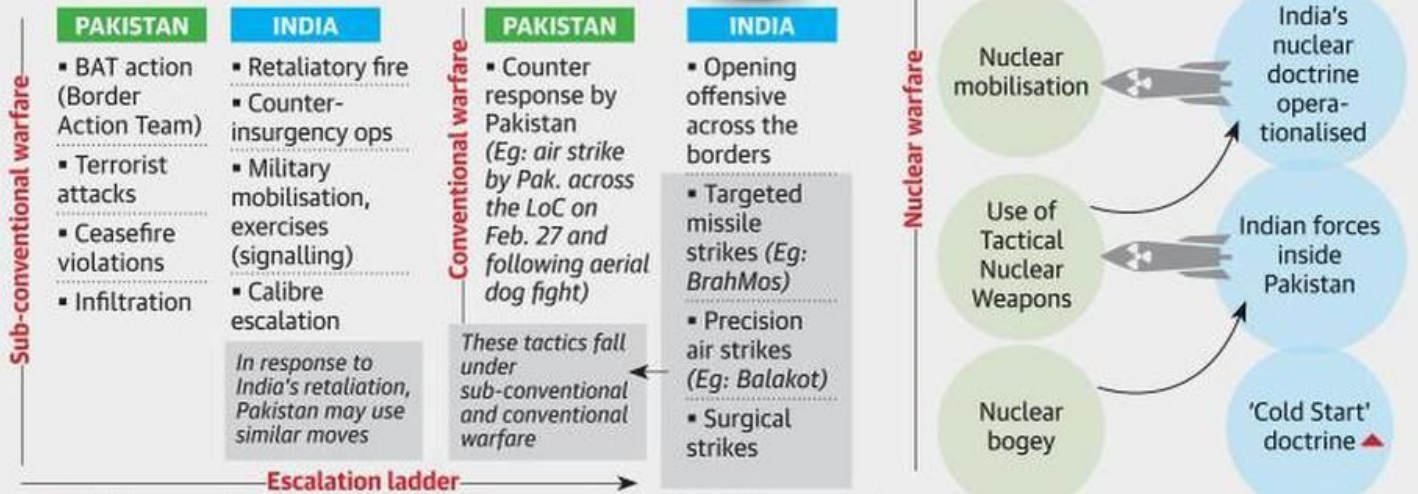 Sub-conventional warfare
PAKISTAN
▪ BAT action
(Border
Action Team)
▪ Terrorist
attacks
▪ Ceasefire
violations
▪ Infiltration
INDIA
▪ Retaliatory fire
▪ Counter-
insurgency ops
▪ Military
mobilisation,
exercises
(signalling)
▪ Calibre
escalation
In response to
India's retaliation,
Pakistan may use
similar moves
Conventional warfare
PAKISTAN
▪ Counter
response by
Pakistan
(Eg: air strike
by Pak. across
the LoC on
Feb. 27 and
following aerial
dog fight)
These tactics fall
under
sub-conventional
and conventional
warfare
INDIA
▪ Opening
offensive
across the
borders
▪ Targeted
missile
strikes (Eg:
BrahMos)
▪ Precision
air strikes
(Eg: Balakot)
▪ Surgical
strikes
Escalation ladder
Nuclear warfare
Nuclear
mobilisation
India's
nuclear
doctrine
opera-
tionalised
Use of
Tactical
Nuclear
Weapons
Indian forces
inside
Pakistan
Nuclear
bogey
'Cold Start'
doctrine